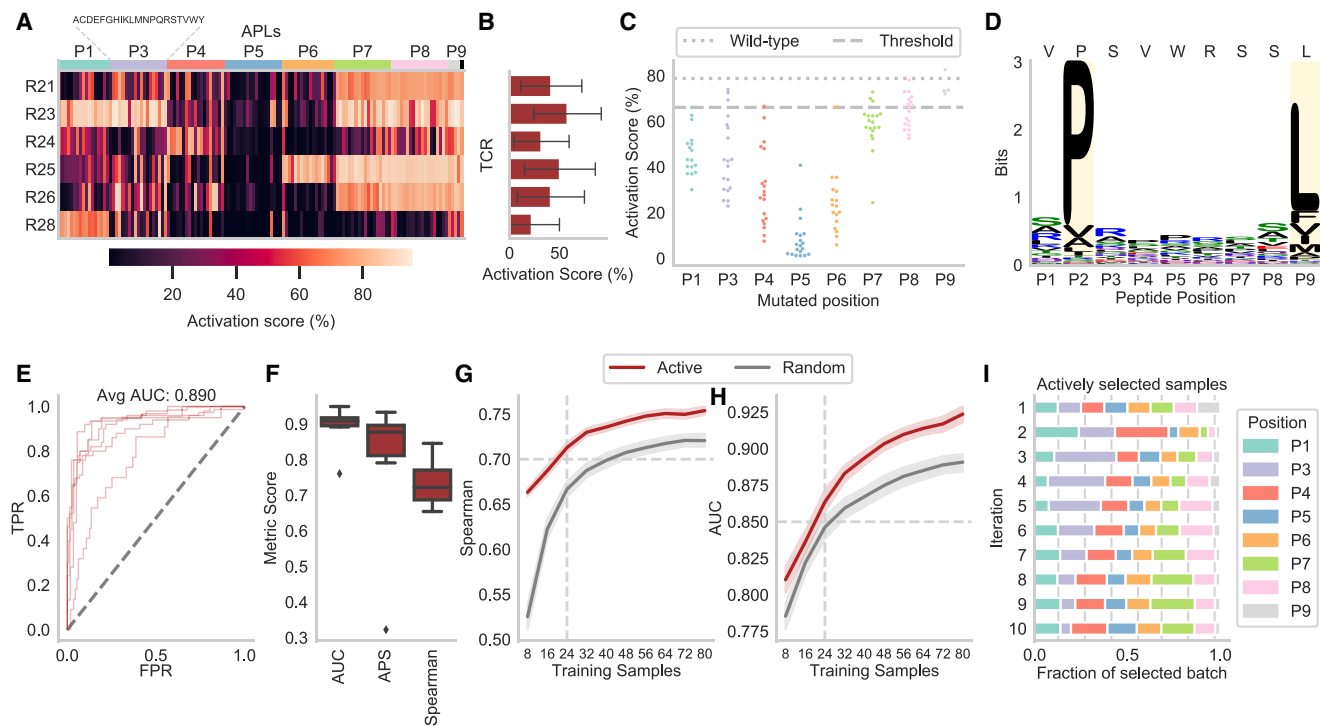 A
ACDEFGHIKLMNPQRSTVWY
APLs
P1 P3 P4 P5 P6 P7 P8 P9
R21
R23
R24
R25
R26
R28
20 40 60 80
Activation score (%)
B
TCR
0 50
Activation Score (%)
C
Wild-type Threshold
Activation Score (%)
80
60
40
20
0
P1 P3 P4 P5 P6 P7 P8 P9
Mutated position
D
V P S V W R S S L
Bits
3
2
1
0
P L
P1 P2 P3 P4 P5 P6 P7 P8 P9
Peptide Position
E
Avg AUC: 0.890
TPR
1.0
0.8
0.6
0.4
0.2
0.0
0.0 1.0
FPR
F
Metric Score
0.9
0.8
0.7
0.6
0.5
0.4
0.3
AUC
APS
Spearman
Active Random
G
Spearman
0.75
0.70
0.65
0.60
0.55
0.50
8 16 24 32 40 48 56 64 72 80
Training Samples
H
AUC
0.925
0.900
0.875
0.850
0.825
0.800
0.775
8 16 24 32 40 48 56 64 72 80
Training Samples
I
Actively selected samples
Iteration
1
2
3
4
5
6
7
8
9
10
0.0 0.5 1.0
Fraction of selected batch
Position
P1
P3
P4
P5
P6
P7
P8
P9